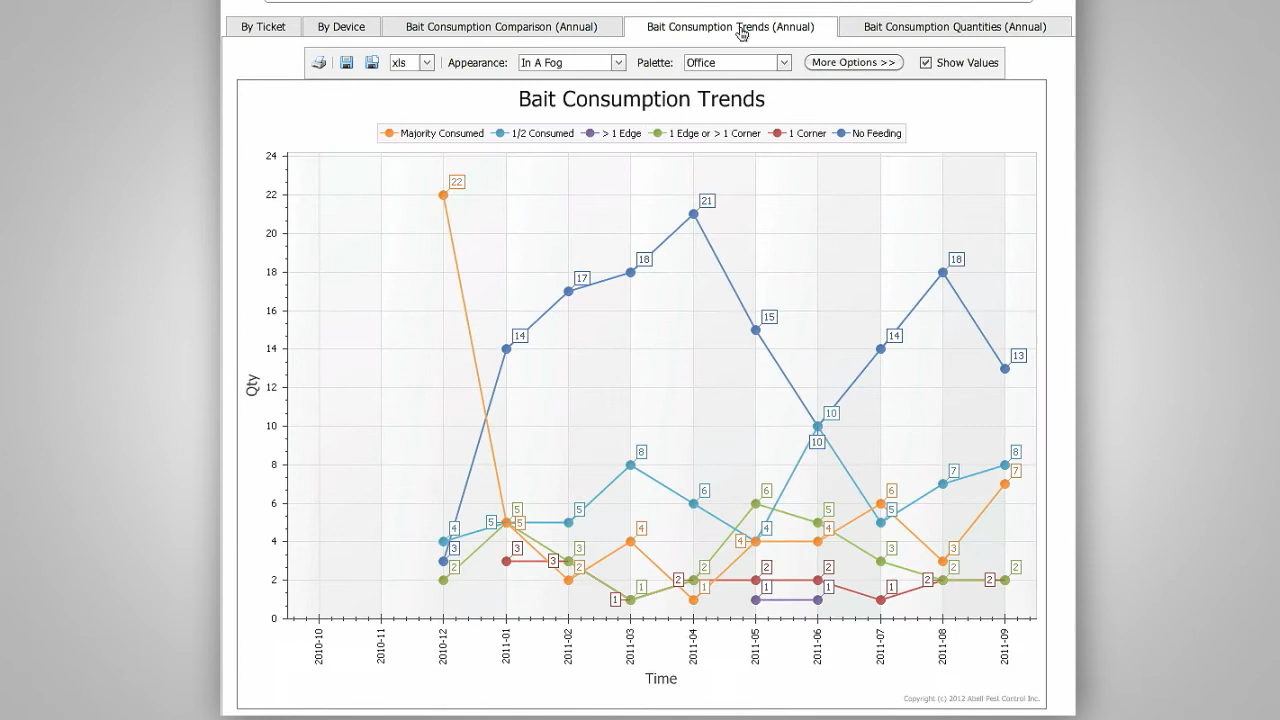 By Ticket By Device Bait Consumption Comparison (Annual) Bait Consumption Trends (Annual) Bait Consumption Quantities (Annual)
xls Appearance: In A Fog Palette: Office More Options >> Show Values
Bait Consumption Trends
Majority Consumed 1/2 Consumed > 1 Edge 1 Edge or > 1 Corner 1 Corner No Feeding
24
22 22
21
20
18 18 18
17
16
15
14 14 14
13
12
Qty
10 10
10
8 8 8
7 7
6 6 6 6
5 5 5 5 5 5
4 4 4 4 4 4
3 3 3 3 3 3 3
2 2 2 2 2 2 2 2 2 2 2
1 1 1 1 1 1
0
2010-10 2010-11 2010-12 2011-01 2011-02 2011-03 2011-04 2011-05 2011-06 2011-07 2011-08 2011-09
Time
Copyright (c) 2012 Abell Pest Control Inc.